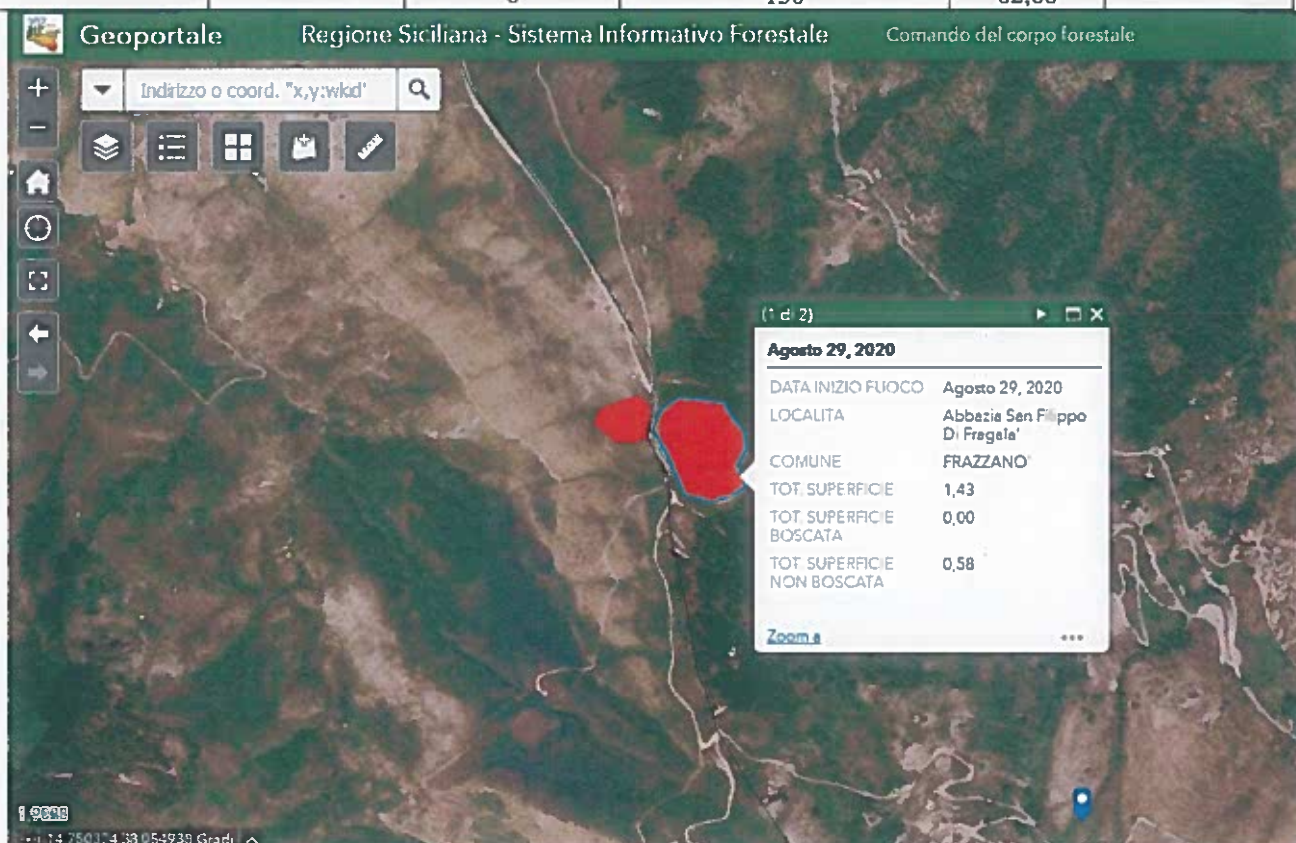 Geoportale Regione Siciliana - Sistema Informativo Forestale Comando del corpo forestale
Indirizzo o coord. "x,y;wkid"
(1 di 2)
Agosto 29, 2020
DATA INIZIO FUOCO Agosto 29, 2020
LOCALITA Abbazia San Filippo
Di Fragala'
COMUNE FRAZZANO'
TOT. SUPERFICIE 1,43
TOT. SUPERFICIE 0,00
BOSCATA
TOT. SUPERFICIE 0,58
NON BOSCATA
Zoom a
Gradi